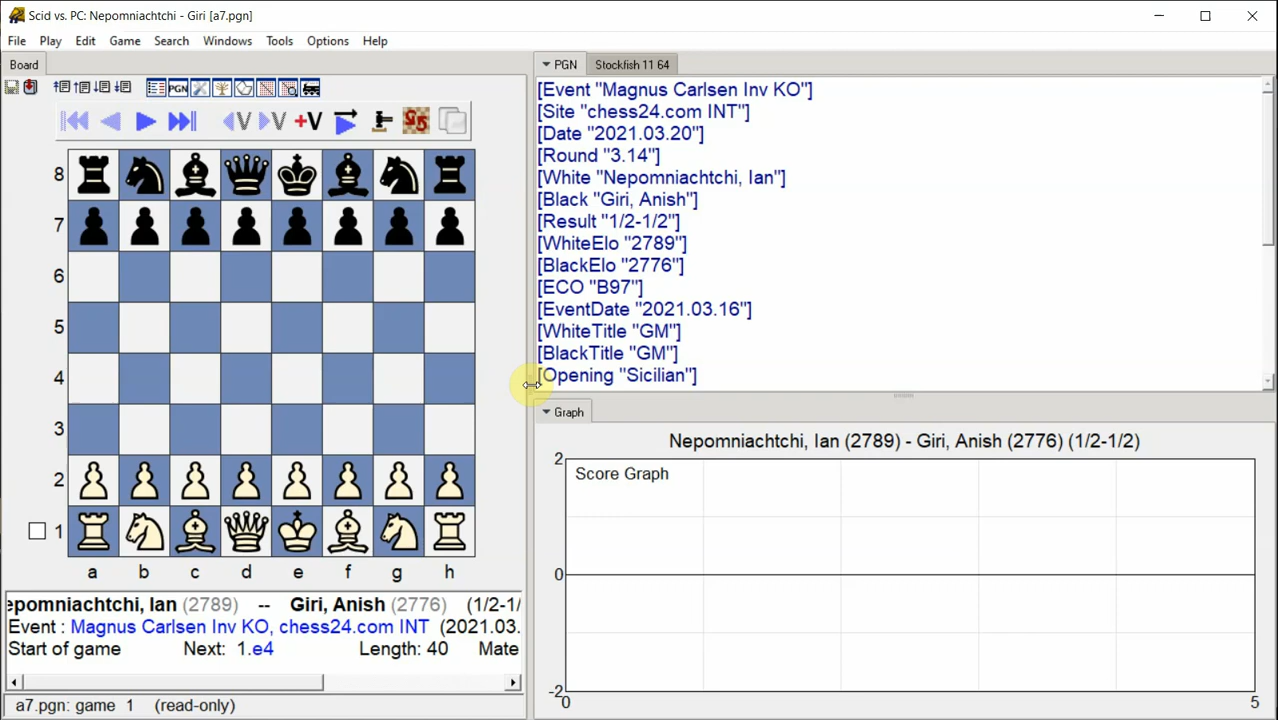 Scid vs. PC: Nepomniachtchi - Giri [a7.pgn]
File Play Edit Game Search Windows Tools Options Help
Board
PGN
V V +V
8
7
6
5
4
3
2
1
a b c d e f g h
epomniachtchi, Ian (2789) -- Giri, Anish (2776) (1/2-1/
Event : Magnus Carlsen Inv KO, chess24.com INT (2021.03.
Start of game Next: 1.e4 Length: 40 Mate
a7.pgn: game 1 (read-only)
PGN Stockfish 11 64
[Event "Magnus Carlsen Inv KO"]
[Site "chess24.com INT"]
[Date "2021.03.20"]
[Round "3.14"]
[White "Nepomniachtchi, Ian"]
[Black "Giri, Anish"]
[Result "1/2-1/2"]
[WhiteElo "2789"]
[BlackElo "2776"]
[ECO "B97"]
[EventDate "2021.03.16"]
[WhiteTitle "GM"]
[BlackTitle "GM"]
[Opening "Sicilian"]
Graph
Nepomniachtchi, Ian (2789) - Giri, Anish (2776) (1/2-1/2)
Score Graph
2
0
-2
0 5